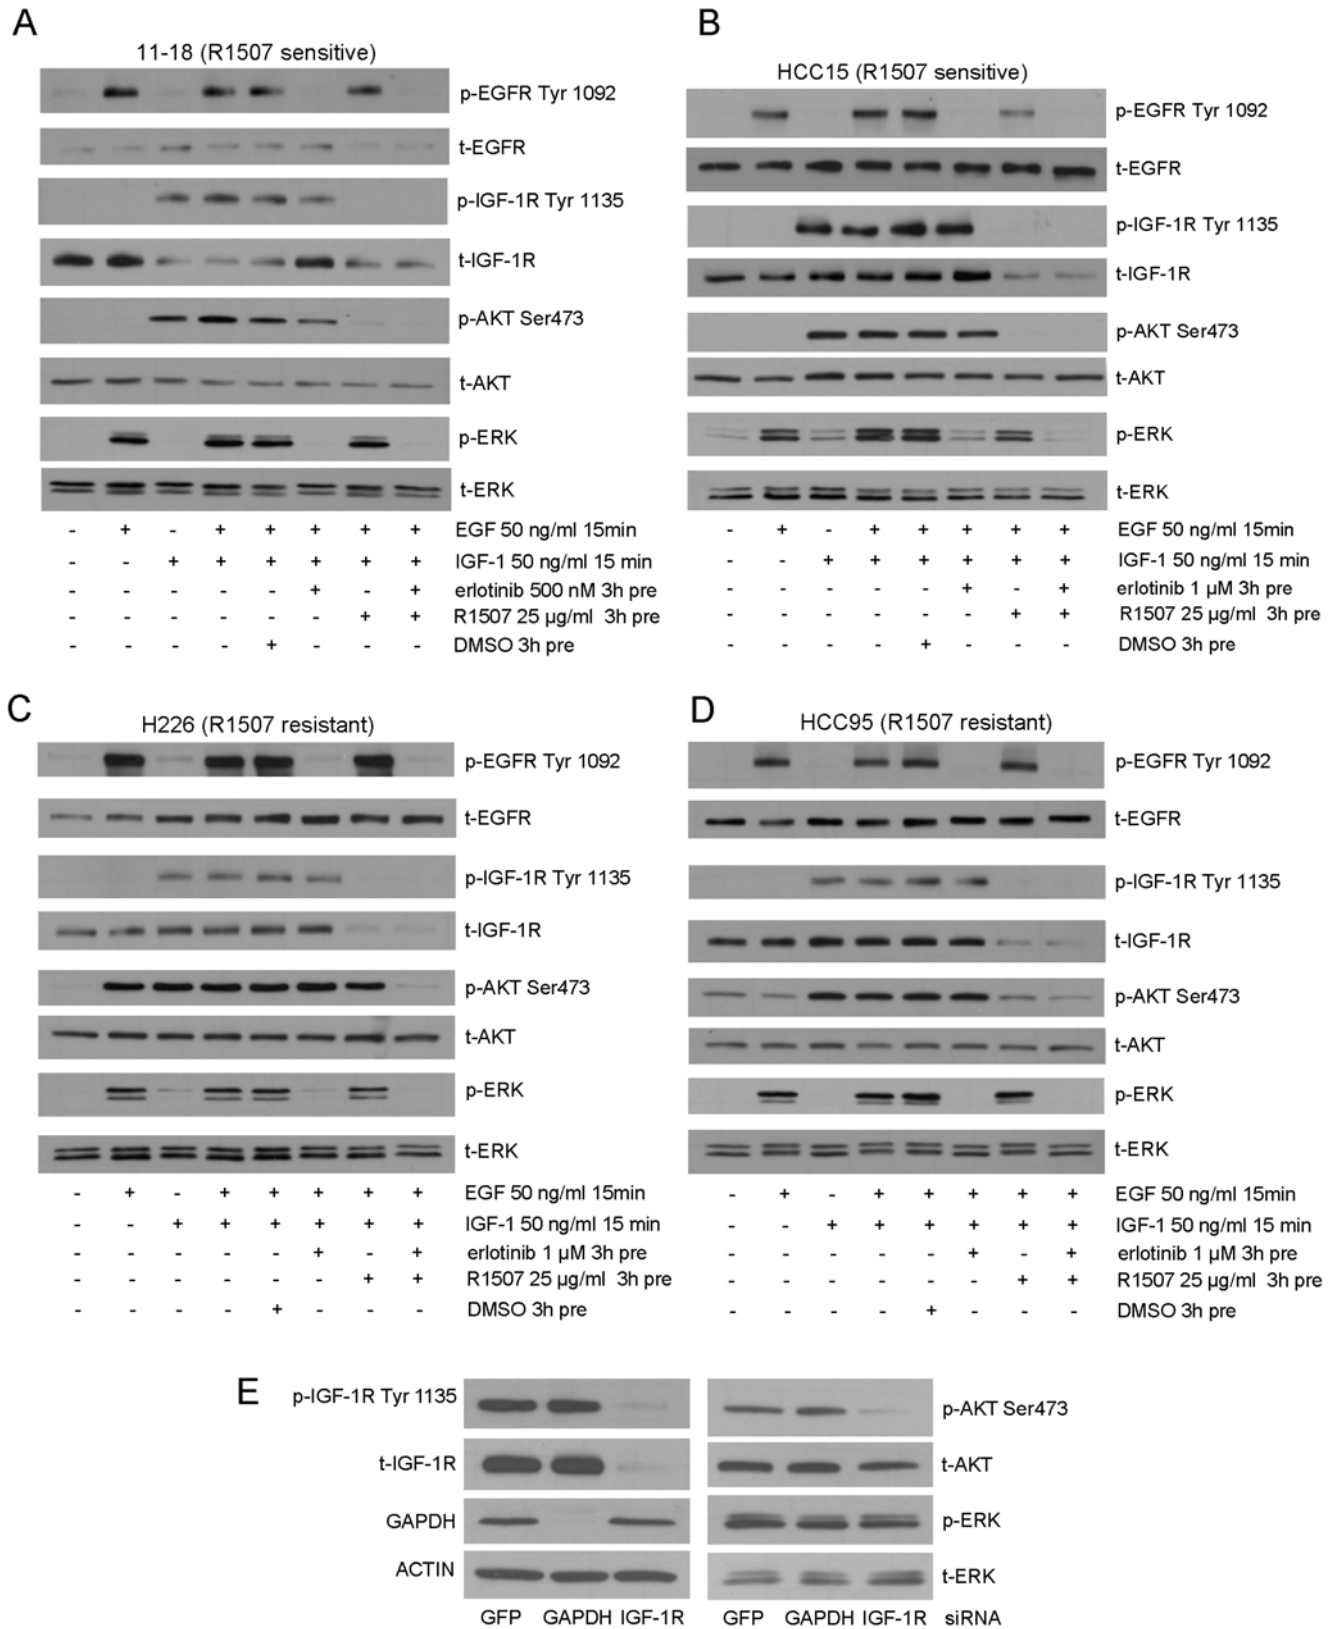 A
11-18 (R1507 sensitive)
p-EGFR Tyr 1092
t-EGFR
p-IGF-1R Tyr 1135
t-IGF-1R
p-AKT Ser473
t-AKT
p-ERK
t-ERK
- + - + + + + + EGF 50 ng/ml 15min
- - + + + + + + IGF-1 50 ng/ml 15 min
- - - - - + - + erlotinib 500 nM 3h pre
- - - - - - + + R1507 25 µg/ml 3h pre
- - - - + - - - DMSO 3h pre
B
HCC15 (R1507 sensitive)
p-EGFR Tyr 1092
t-EGFR
p-IGF-1R Tyr 1135
t-IGF-1R
p-AKT Ser473
t-AKT
p-ERK
t-ERK
- + - + + + + + EGF 50 ng/ml 15min
- - + + + + + + IGF-1 50 ng/ml 15 min
- - - - - + - + erlotinib 1 µM 3h pre
- - - - - - + + R1507 25 µg/ml 3h pre
- - - - + - - - DMSO 3h pre
C
H226 (R1507 resistant)
p-EGFR Tyr 1092
t-EGFR
p-IGF-1R Tyr 1135
t-IGF-1R
p-AKT Ser473
t-AKT
p-ERK
t-ERK
- + - + + + + + EGF 50 ng/ml 15min
- - + + + + + + IGF-1 50 ng/ml 15 min
- - - - - + - + erlotinib 1 µM 3h pre
- - - - - - + + R1507 25 µg/ml 3h pre
- - - - + - - - DMSO 3h pre
D
HCC95 (R1507 resistant)
p-EGFR Tyr 1092
t-EGFR
p-IGF-1R Tyr 1135
t-IGF-1R
p-AKT Ser473
t-AKT
p-ERK
t-ERK
- + - + + + + + EGF 50 ng/ml 15min
- - + + + + + + IGF-1 50 ng/ml 15 min
- - - - - + - + erlotinib 1 µM 3h pre
- - - - - - + + R1507 25 µg/ml 3h pre
- - - - + - - - DMSO 3h pre
E
p-IGF-1R Tyr 1135
t-IGF-1R
GAPDH
ACTIN
GFP GAPDH IGF-1R
p-AKT Ser473
t-AKT
p-ERK
t-ERK
GFP GAPDH IGF-1R siRNA